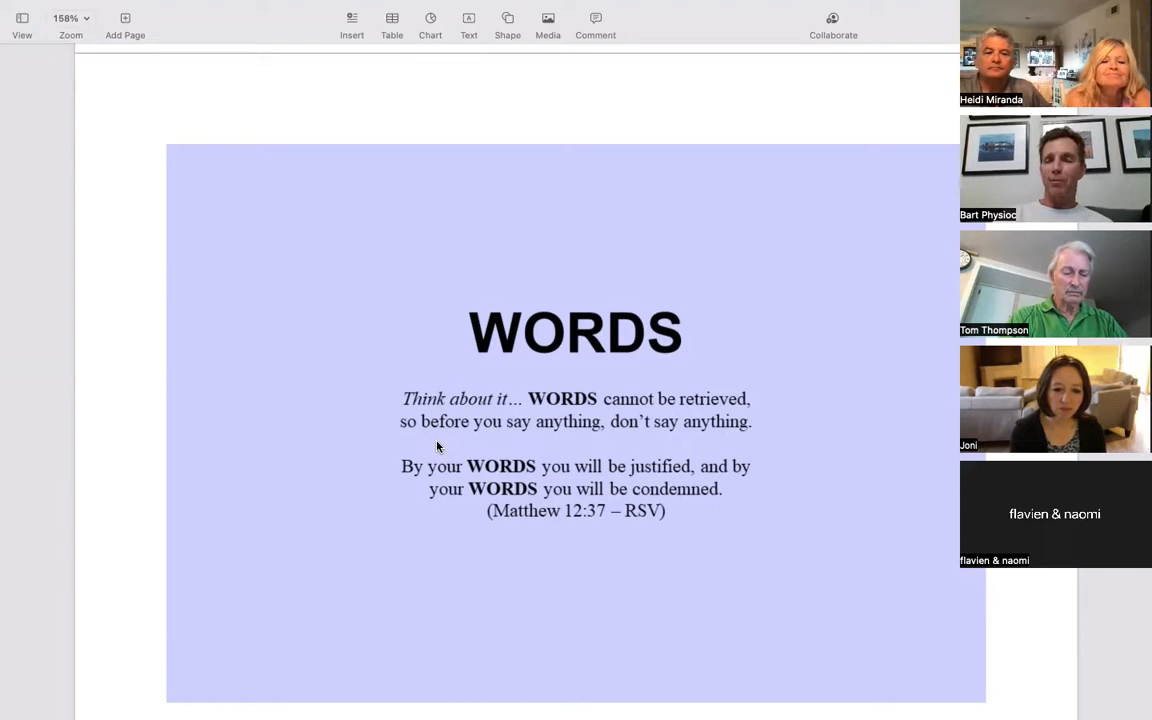 158%
View
Zoom
Add Page
Insert
Table
Chart
Text
Shape
Media
Comment
Collaborate
Heidi Miranda
Bart Physioc
Tom Thompson
Joni
flavien & naomi
flavien & naomi
WORDS
Think about it... WORDS cannot be retrieved,
so before you say anything, don’t say anything.
By your WORDS you will be justified, and by
your WORDS you will be condemned.
(Matthew 12:37 – RSV)